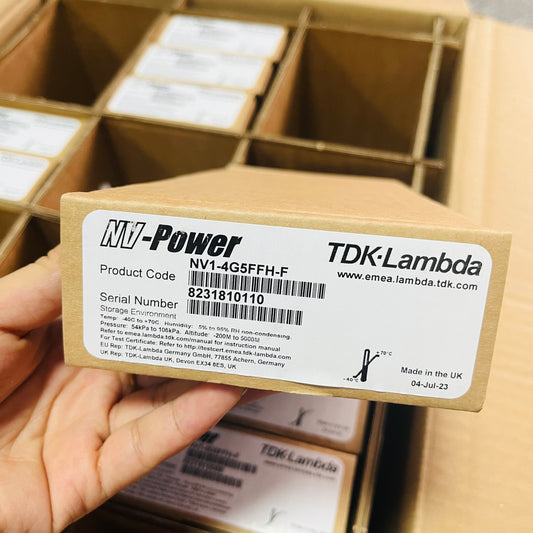 NV-Power
TDK·Lambda
www.emea.lambda.tdk.com
Product Code NV1-4G5FFH-F
Serial Number 8231810110
Storage Environment
Temp: -40C to +70C. Humidity: 5% to 95% RH non-condensing.
Pressure: 54kPa to 106kPa. Altitude: -200M to 5000M
Refer to emea.lambda.tdk.com/manual for instruction manual
For Test Certificate: Refer to http://testcert.emea.tdk-lambda.com
EU Rep: TDK-Lambda Germany GmbH, 77855 Achern, Germany
UK Rep: TDK-Lambda UK, Devon EX34 8ES, UK
70°C
-40°C
Made in the UK
04-Jul-23
NV-Power
TDK·Lambda